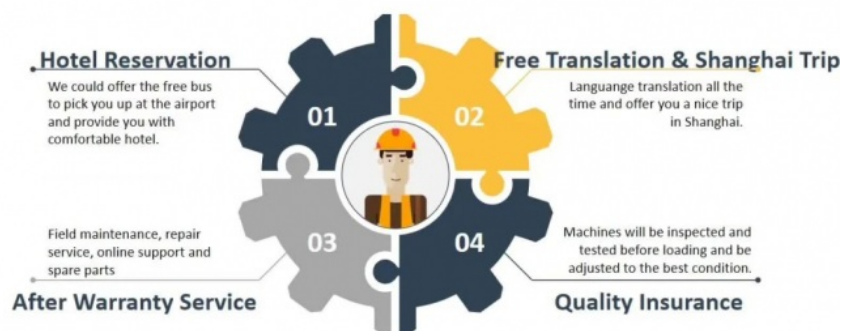 Hotel Reservation
We could offer the free bus
to pick you up at the airport
and provide you with
comfortable hotel.
01
Free Translation & Shanghai Trip
Languange translation all the
time and offer you a nice trip
in Shanghai.
02
Field maintenance, repair
service, online support and
spare parts
After Warranty Service
03
Machines will be inspected and
tested before loading and be
adjusted to the best condition.
Quality Insurance
04